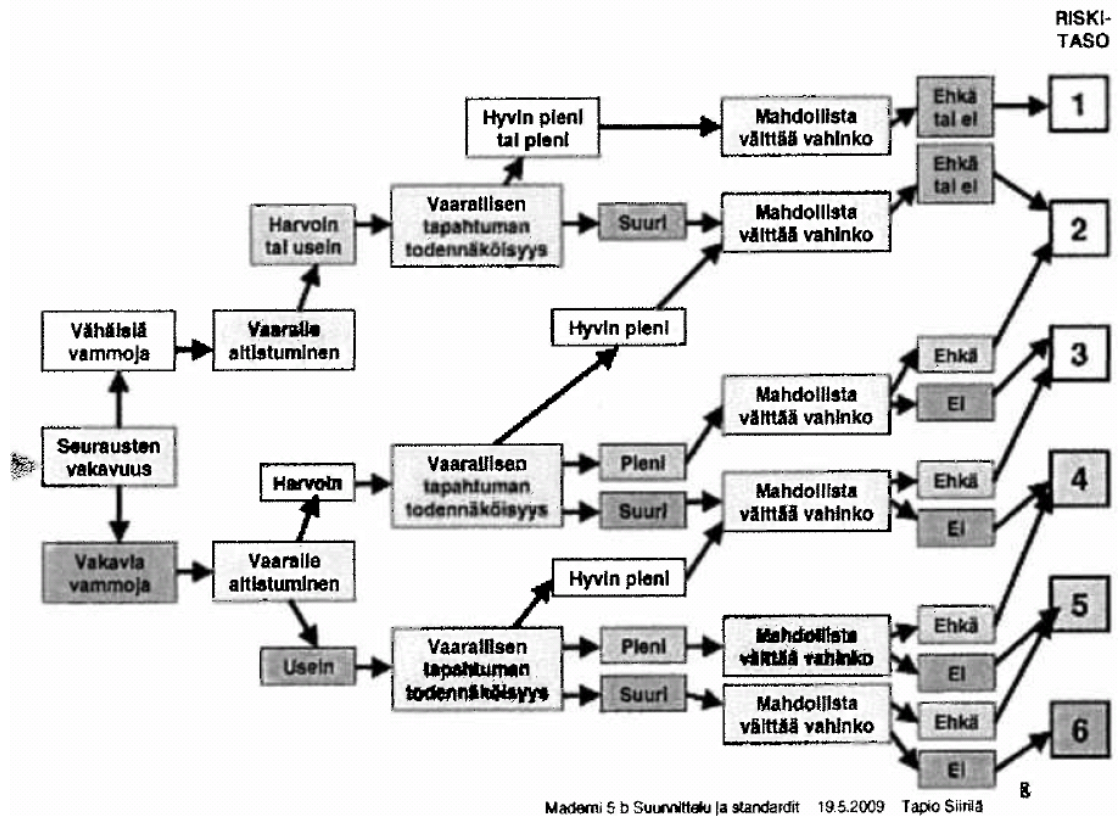 RISKI-
TASO
Hyvin pieni
tai pieni
Mahdollista
välttää vahinko
Ehkä
tai ei
1
Harvoin
tai usein
Vaarallisen
tapahtuman
todennäköisyys
Suuri
Mahdollista
välttää vahinko
Ehkä
tai ei
2
Vähäisiä
vammoja
Vaaralle
altistuminen
Hyvin pieni
Mahdollista
välttää vahinko
Ehkä
Ei
3
Seurausten
vakavuus
Harvoin
Vaarallisen
tapahtuman
todennäköisyys
Pieni
Suuri
Mahdollista
välttää vahinko
Ehkä
Ei
4
Vakavia
vammoja
Vaaralle
altistuminen
Hyvin pieni
Usein
Vaarallisen
tapahtuman
todennäköisyys
Pieni
Mahdollista
välttää vahinko
Ehkä
Ei
5
Suuri
Mahdollista
välttää vahinko
Ehkä
Ei
6
5 b Suunnittelu ja standardit 19.5.2009 Tapio Siirilä